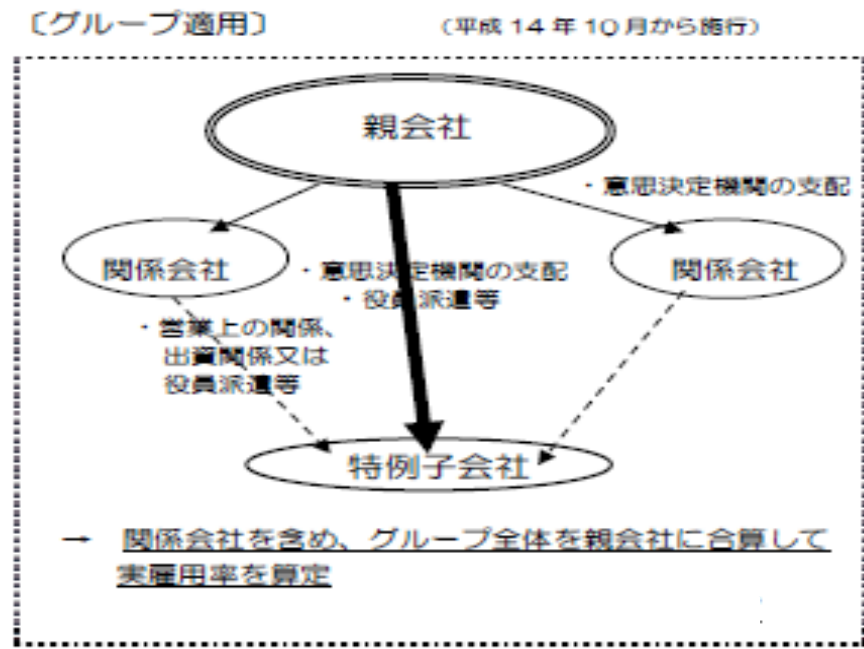 〔グループ適用〕 （平成14年10月から施行）
親会社
・意思決定機関の支配
関係会社
・意思決定機関の支配
・役員派遣等
関係会社
・営業上の関係、
出資関係又は
役員派遣等
特例子会社
→ 関係会社を含め、グループ全体を親会社に合算して
実雇用率を算定